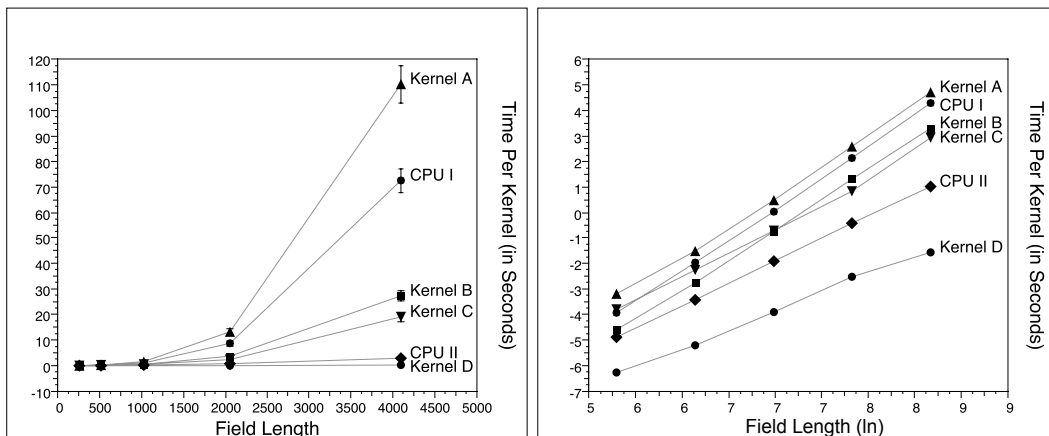 120
110
100
90
80
70
60
50
40
30
20
10
0
-10
0 500 1000 1500 2000 2500 3000 3500 4000 4500 5000
Field Length
Time Per Kernel (in Seconds)
Kernel A
CPU I
Kernel B
Kernel C
CPU II
Kernel D
6
5
4
3
2
1
0
-1
-2
-3
-4
-5
-6
-7
5 6 6 7 7 8 8 9 9
Field Length (ln)
Time Per Kernel (in Seconds)
Kernel A
CPU I
Kernel B
Kernel C
CPU II
Kernel D